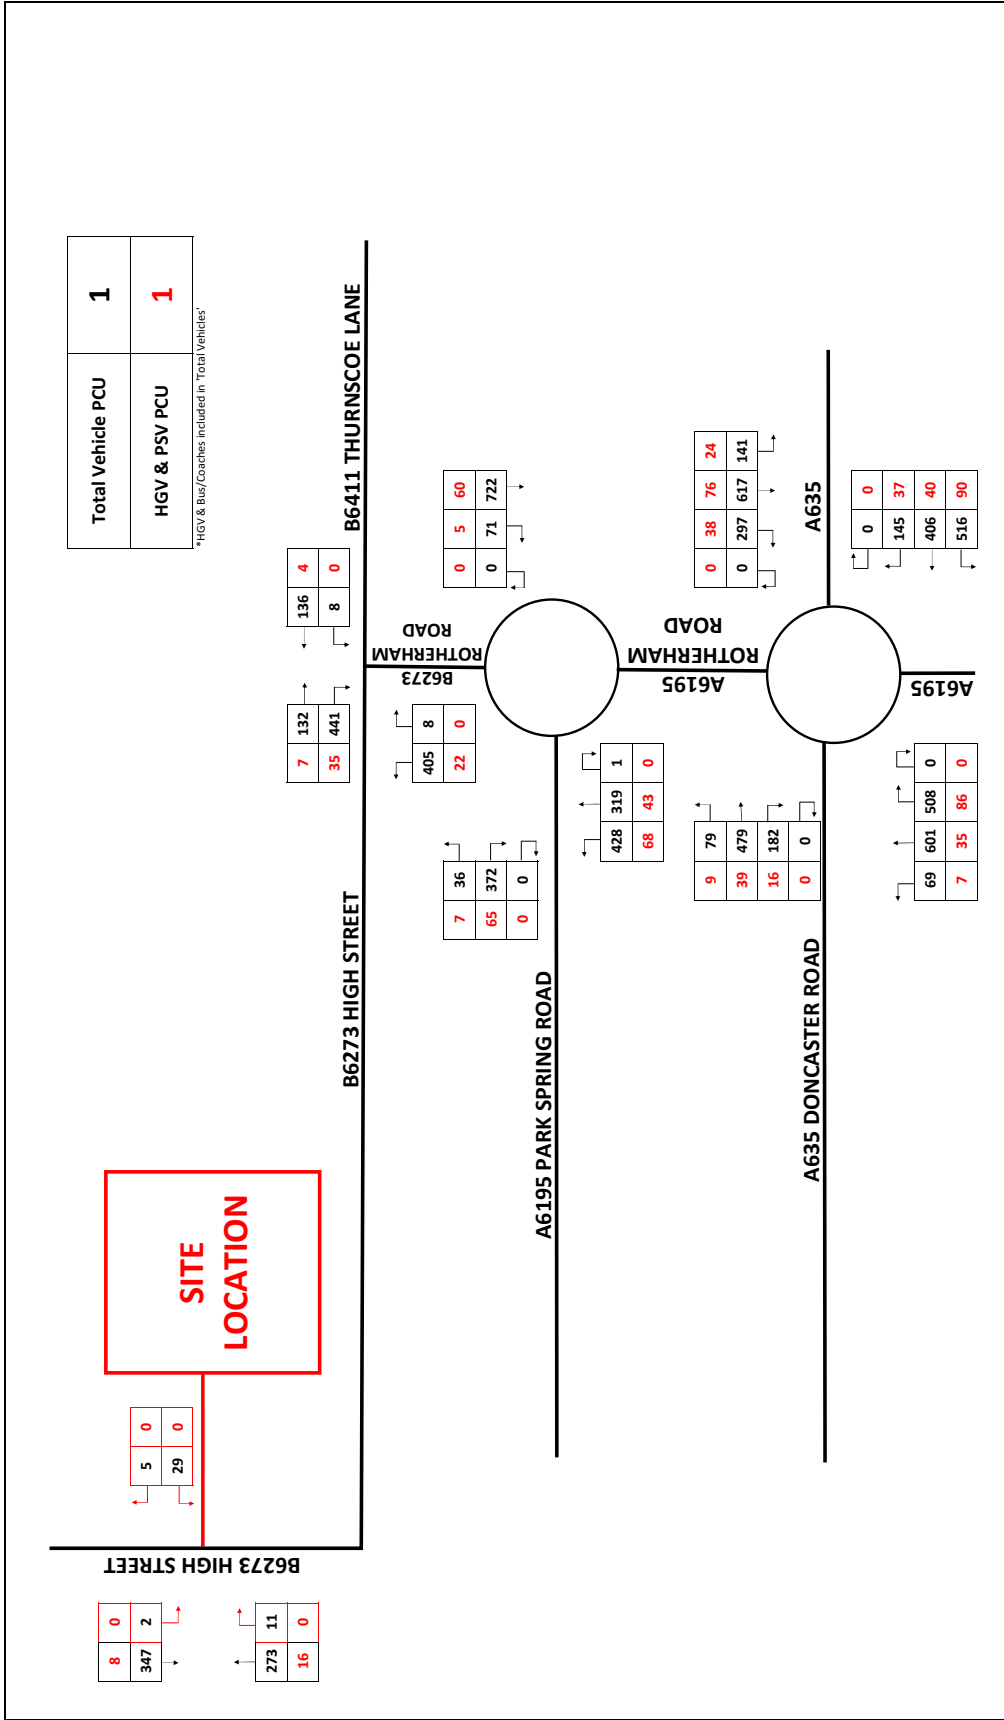 Total Vehicle PCU 1
HGV & PSV PCU 1
*HGV & Bus/Coaches included in 'Total Vehicles'
8 0
347 2
B6273 HIGH STREET
273 11
16 0
5 0
29 0
SITE
LOCATION
B6273 HIGH STREET
7 132
35 441
136 4
8 0
B6411 THURNSCOE LANE
B6273
ROTHERHAM
ROAD
405 8
22 0
0 5 60
0 71 722
7 36
65 372
0 0
A6195 PARK SPRING ROAD
428 319 1
68 43 0
A6195
ROTHERHAM
ROAD
0 38 76 24
0 297 617 141
9 79
39 479
16 182
0 0
A635 DONCASTER ROAD
A635
0 0
145 37
406 40
516 90
A6195
69 601 508 0
7 35 86 0